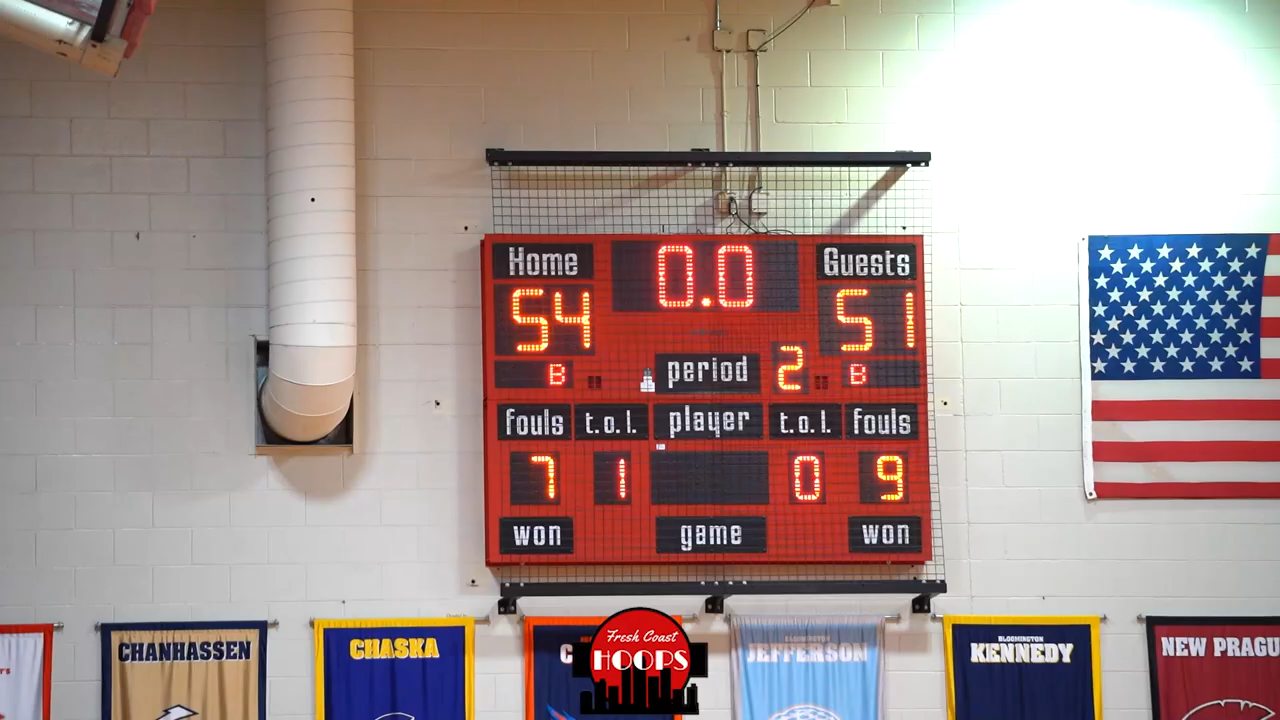 Home 0.0 Guests
54 51
B period 2 B
fouls t.o.l. player t.o.l. fouls
7 1 0 9
won game won
CHANHASSEN
CHASKA
Fresh Coast
HOOPS
BLOOMINGTON
JEFFERSON
BLOOMINGTON
KENNEDY
NEW PRAGU